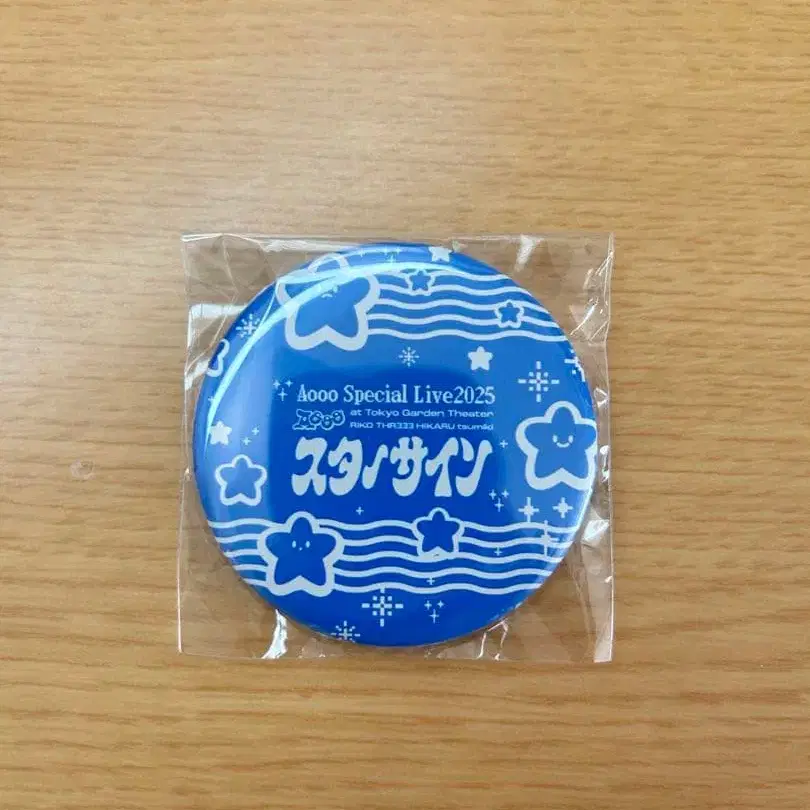 Aooo Special Live2025
at Tokyo Garden Theater
Aooo
RIKO THR333 HIKARU tsumiki
スタノサイン